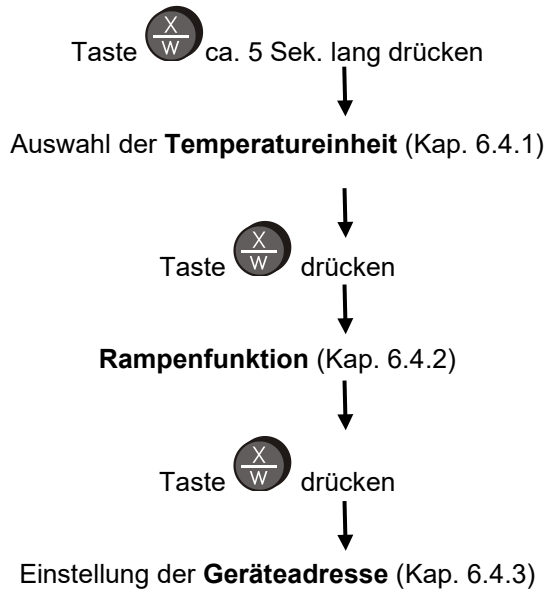 Taste X/W ca. 5 Sek. lang drücken
Auswahl der Temperatureinheit (Kap. 6.4.1)
Taste X/W drücken
Rampenfunktion (Kap. 6.4.2)
Taste X/W drücken
Einstellung der Geräteadresse (Kap. 6.4.3)